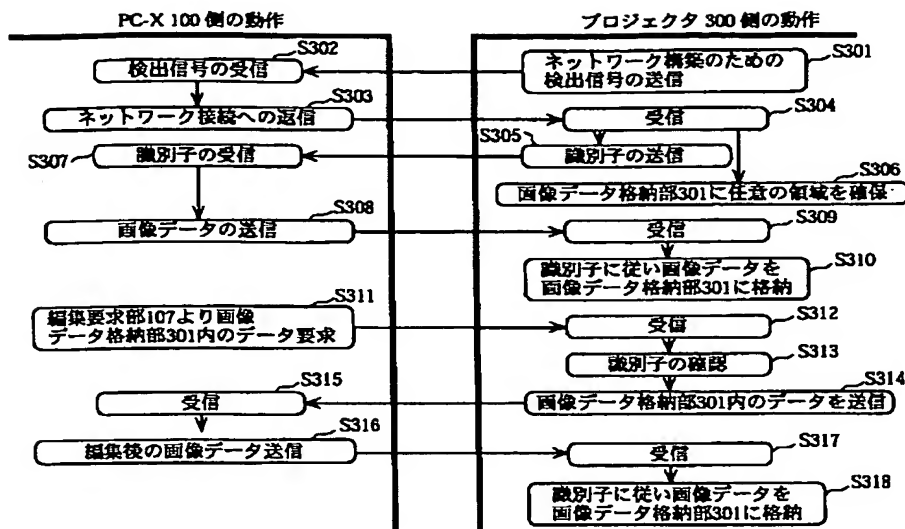 PC-X 100 側の動作
プロジェクタ 300 側の動作
S302
検出信号の受信
S301
ネットワーク構築のための
検出信号の送信
S303
ネットワーク接続への返信
S304
受信
S307
識別子の受信
S305
識別子の送信
S306
画像データ格納部301に任意の領域を確保
S308
画像データの送信
S309
受信
S310
識別子に従い画像データを
画像データ格納部301に格納
S311
編集要求部107より画像
データ格納部301内のデータ要求
S312
受信
S313
識別子の確認
S314
画像データ格納部301内のデータを送信
S315
受信
S316
編集後の画像データ送信
S317
受信
S318
識別子に従い画像データを
画像データ格納部301に格納